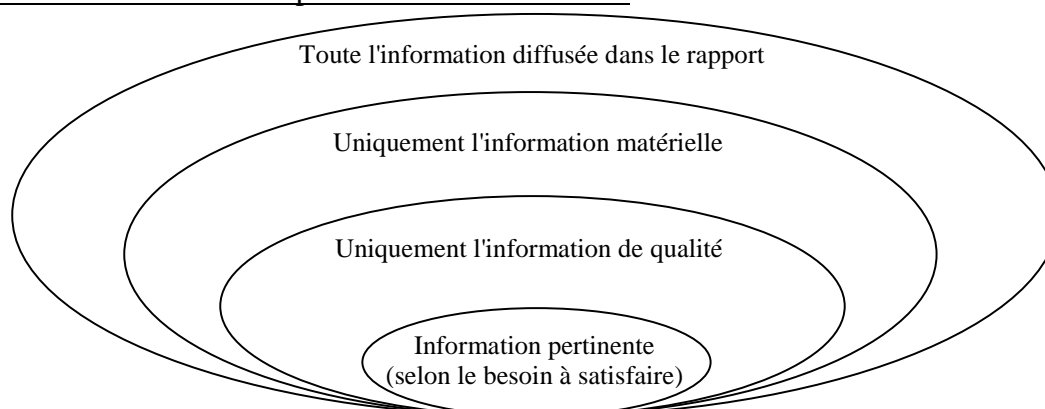 Toute l'information diffusée dans le rapport
Uniquement l'information matérielle
Uniquement l'information de qualité
Information pertinente
(selon le besoin à satisfaire)